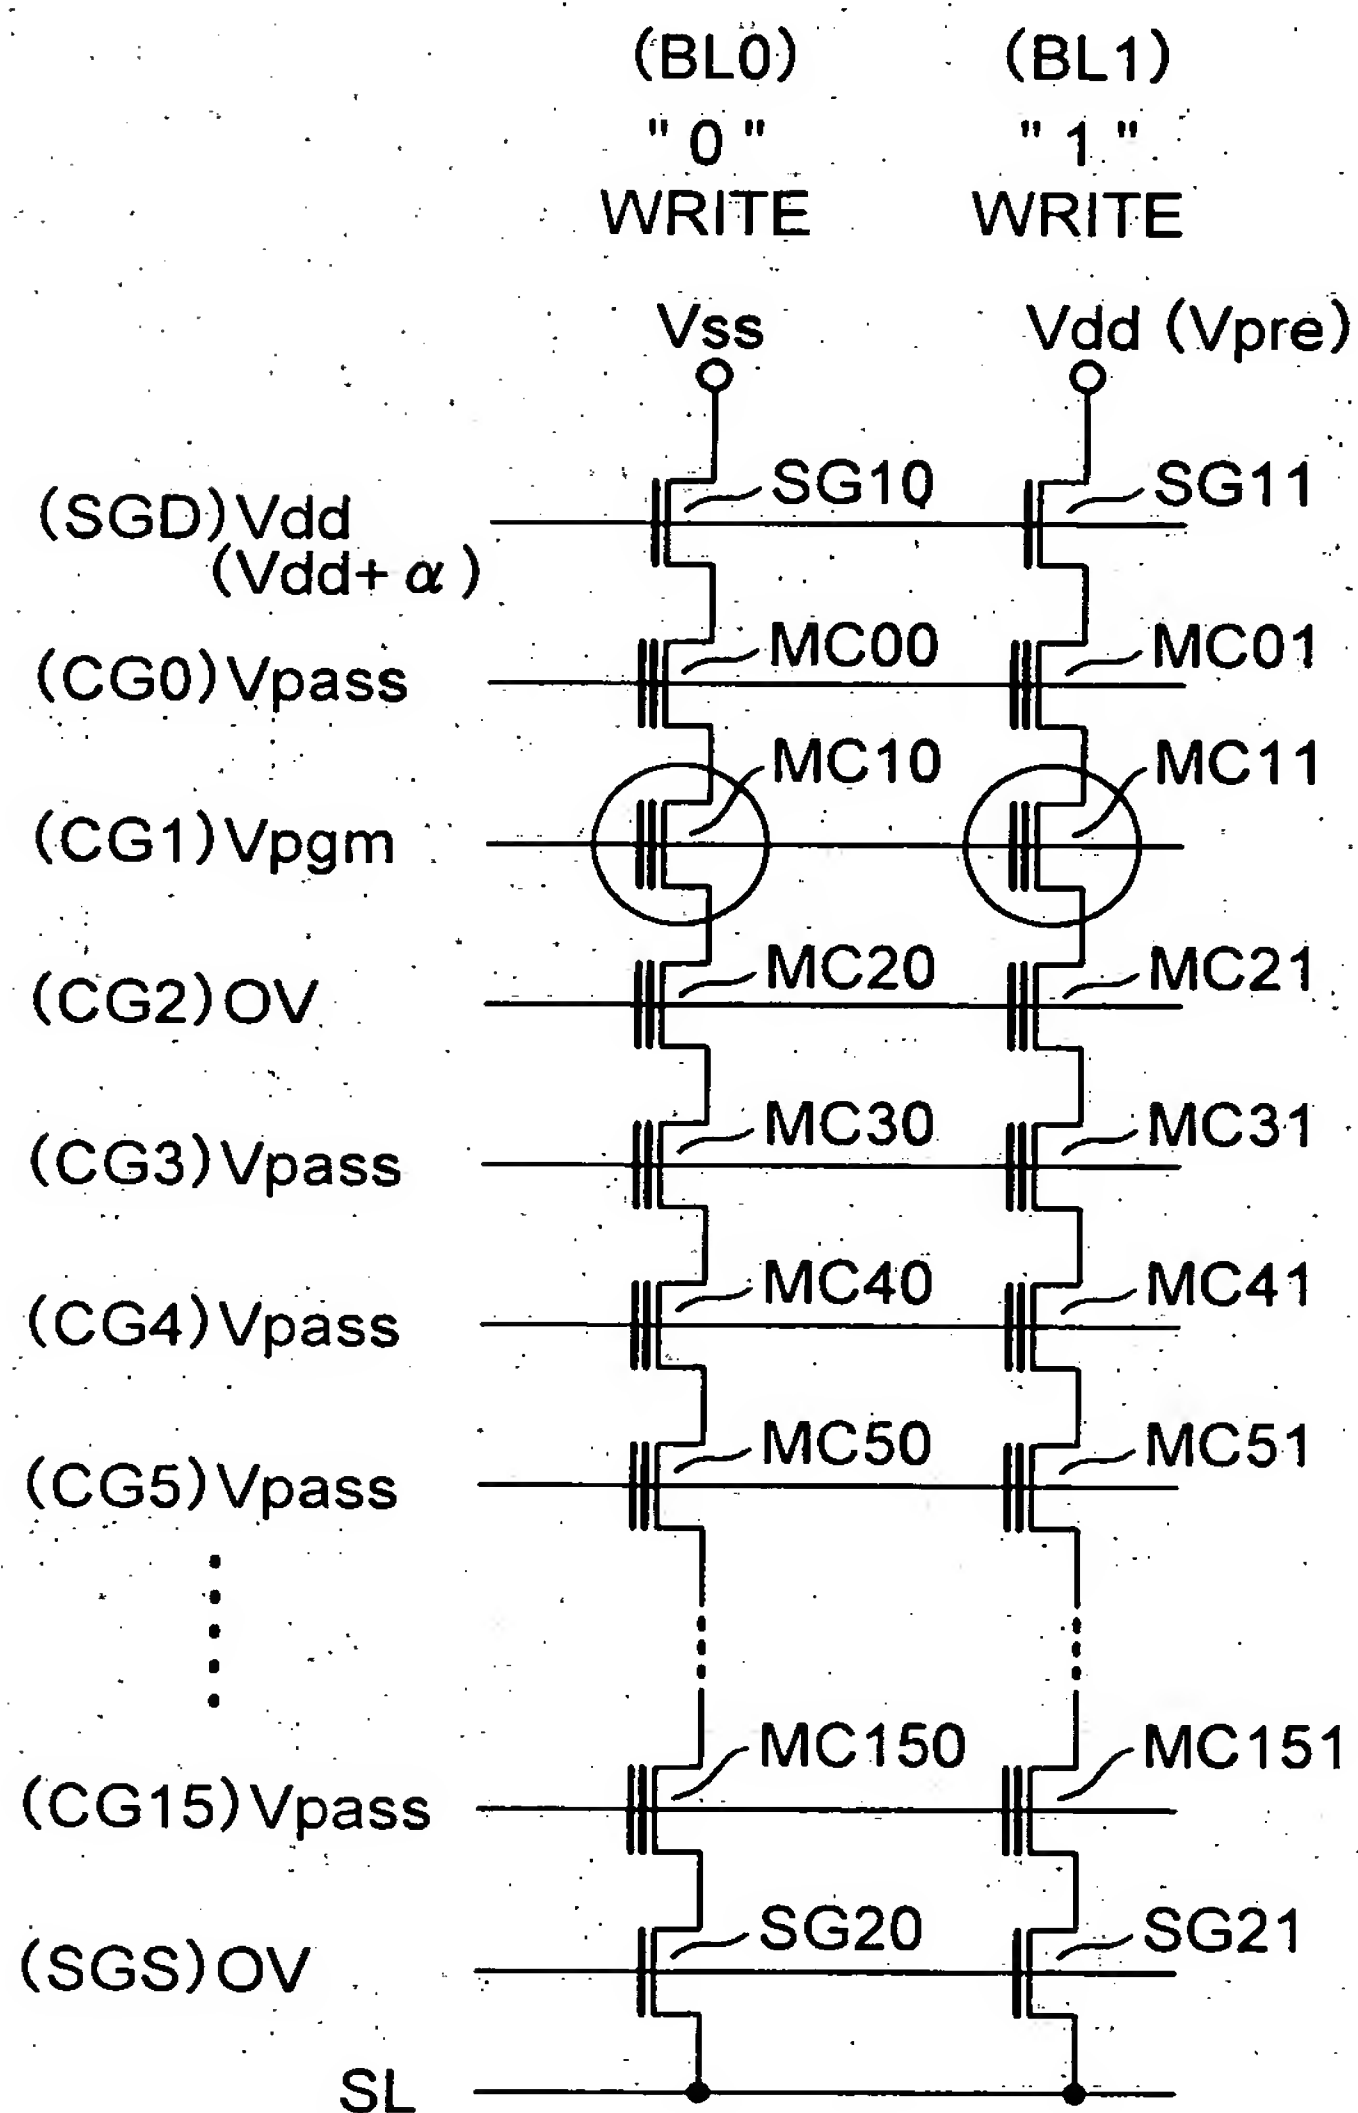 (BL0) (BL1)
"0" "1"
WRITE WRITE
Vss Vdd (Vpre)
(SGD) Vdd SG10 SG11
(Vdd+α)
(CG0) Vpass MC00 MC01
(CG1) Vpgm MC10 MC11
(CG2) OV MC20 MC21
(CG3) Vpass MC30 MC31
(CG4) Vpass MC40 MC41
(CG5) Vpass MC50 MC51
(CG15) Vpass MC150 MC151
(SGS) OV SG20 SG21
SL